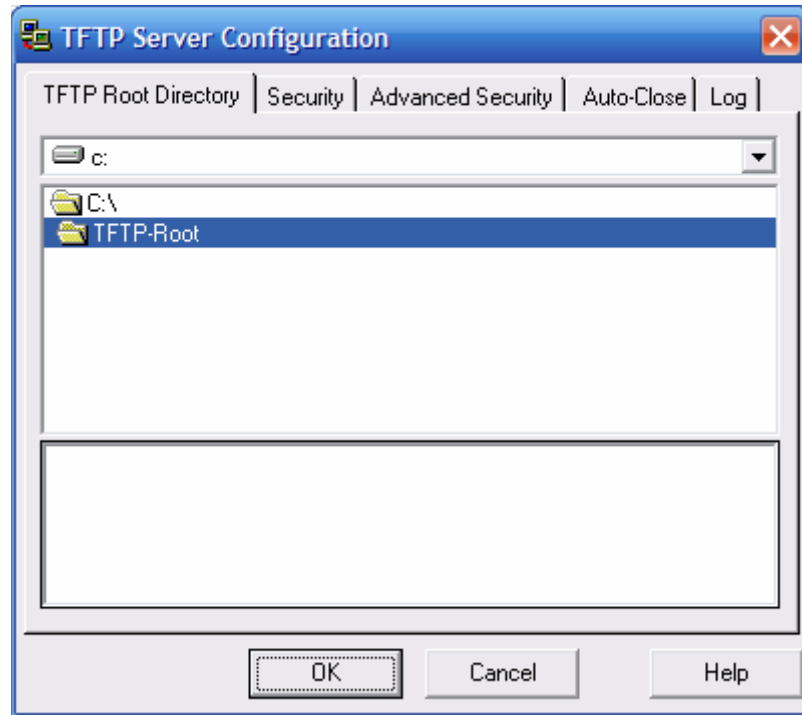 TFTP Server Configuration
TFTP Root Directory Security Advanced Security Auto-Close Log
c:
C:\
TFTP-Root
OK Cancel Help